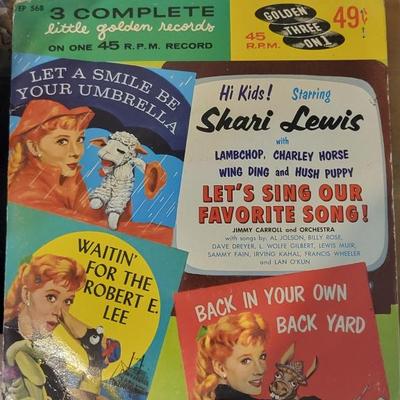 EP 568
3 COMPLETE
little golden records
ON ONE 45 R.P.M. RECORD
GOLDEN
THREE
ON 1
45
R.P.M.
49¢!
LET A SMILE BE
YOUR UMBRELLA
Hi Kids! Starring
Shari Lewis
with
LAMBCHOP, CHARLEY HORSE
WING DING and HUSH PUPPY
LET'S SING OUR
FAVORITE SONG!
JIMMY CARROLL and ORCHESTRA
with songs by: AL JOLSON, BILLY ROSE,
DAVE DREYER, L. WOLFE GILBERT, LEWIS MUIR,
SAMMY FAIN, IRVING KAHAL, FRANCIS WHEELER
and LAN O'KUN
WAITIN'
FOR THE
ROBERT E.
LEE
BACK IN YOUR OWN
BACK YARD